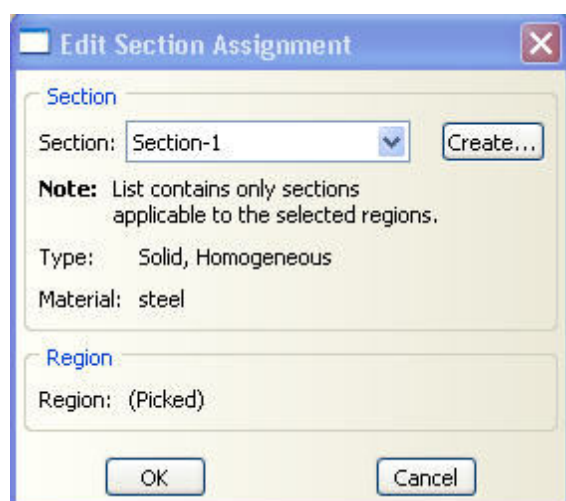 Edit Section Assignment
Section
Section: Section-1 Create...
Note: List contains only sections
applicable to the selected regions.
Type: Solid, Homogeneous
Material: steel
Region
Region: (Picked)
OK Cancel